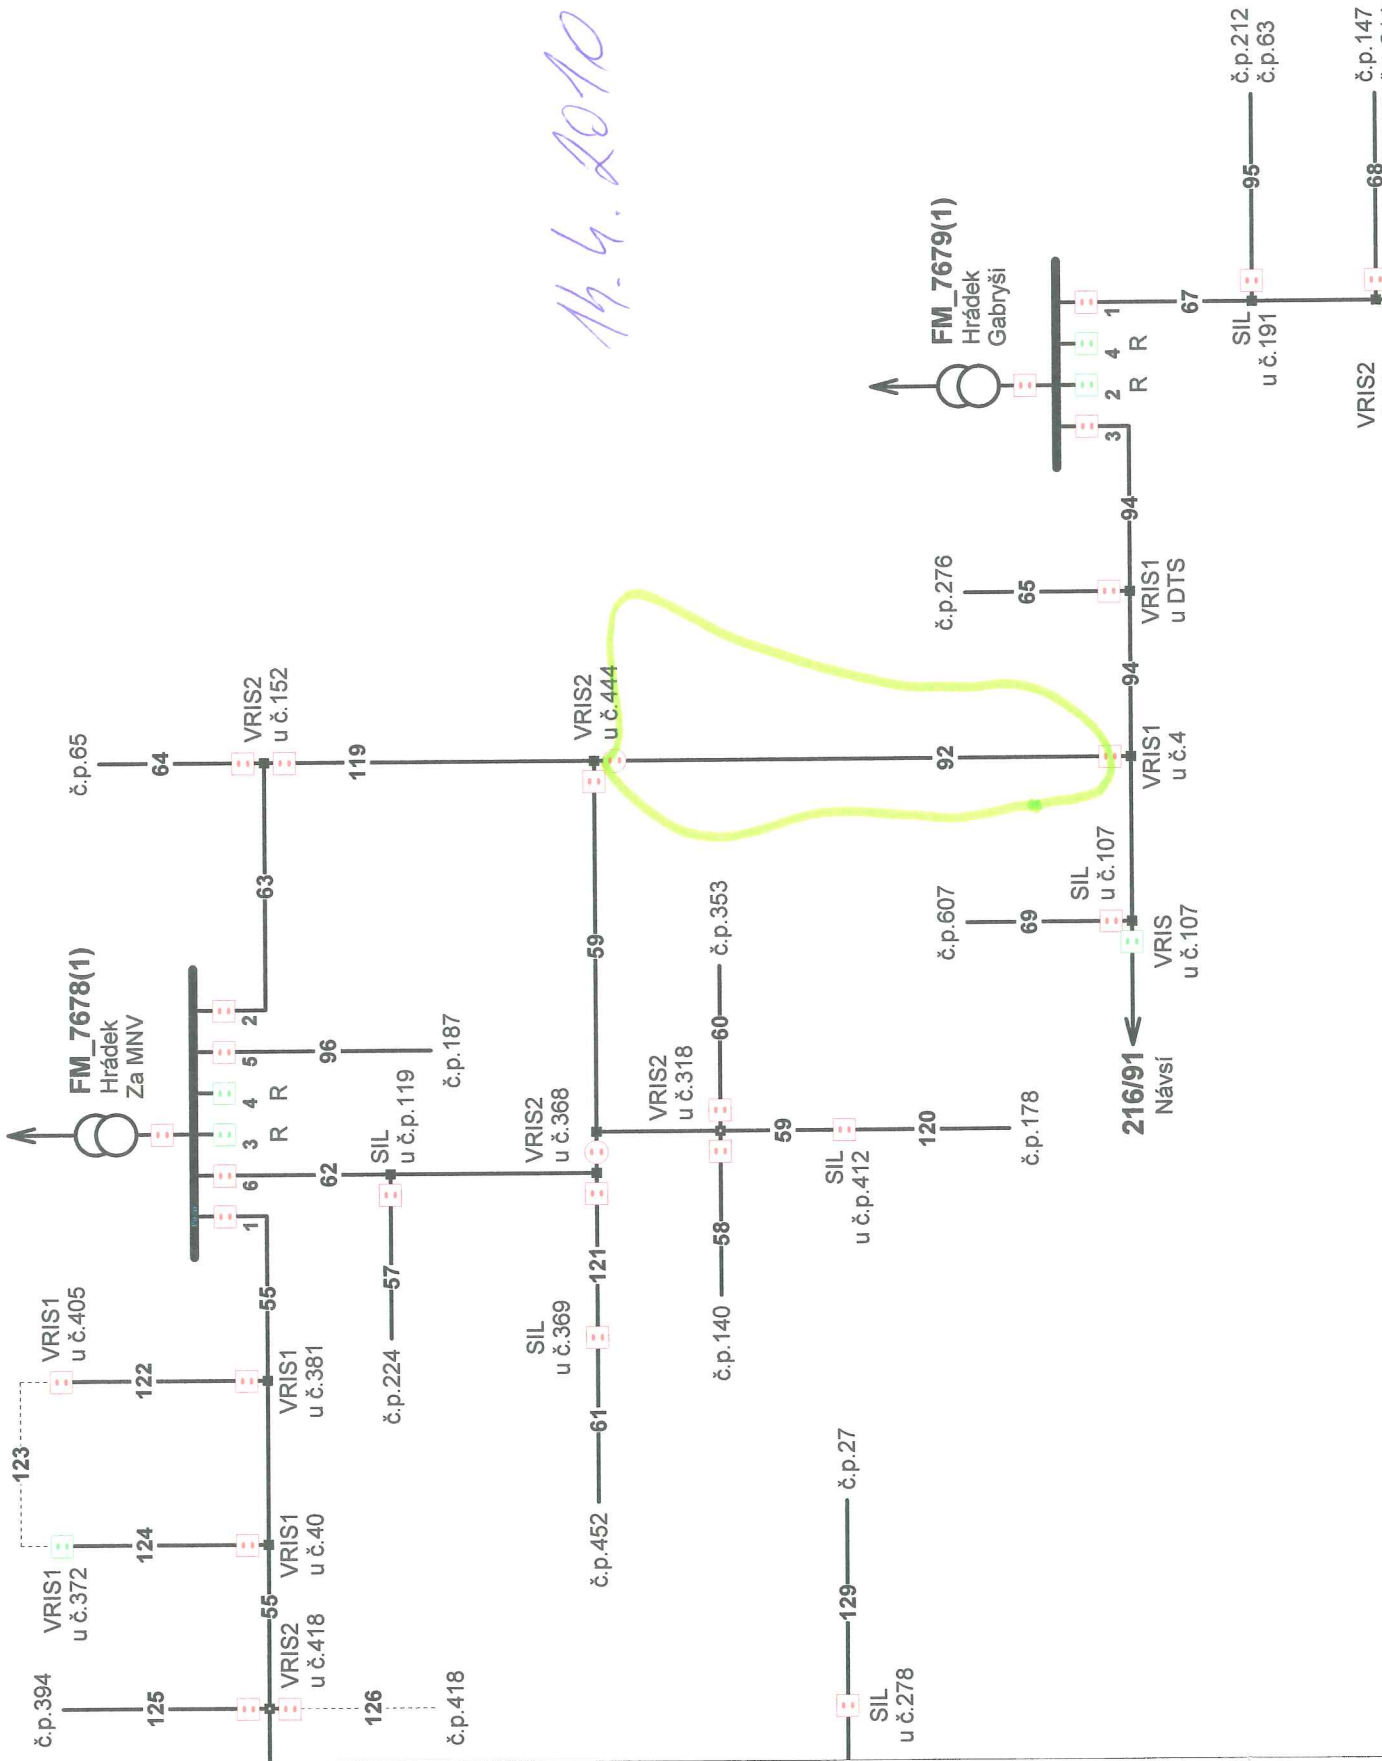 14. 4. 2010
č.p.65
64
VRIS2
u č.152
119
63
FM_7678(1)
Hrádek
Za MNV
1
6
3
4
5
2
R
R
96
č.p.187
62
SIL
u č.p.119
57
č.p.224
55
VRIS1
u č.405
122
123
VRIS1
u č.381
VRIS1
u č.372
124
VRIS1
u č.40
55
č.p.394
125
VRIS2
u č.418
126
č.p.418
VRIS2
u č.444
59
VRIS2
u č.368
121
SIL
u č.369
61
č.p.452
VRIS2
u č.318
60
č.p.353
58
č.p.140
59
SIL
u č.p.412
120
č.p.178
92
VRIS1
u č.4
94
č.p.276
65
VRIS1
u DTS
94
č.p.607
69
SIL
u č.107
VRIS
u č.107
216/91
Návsí
FM_7679(1)
Hrádek
Gabryši
3
2
4
1
R
R
67
SIL
u č.191
95
č.p.212
č.p.63
VRIS2
68
č.p.147
129
č.p.27
SIL
u č.278